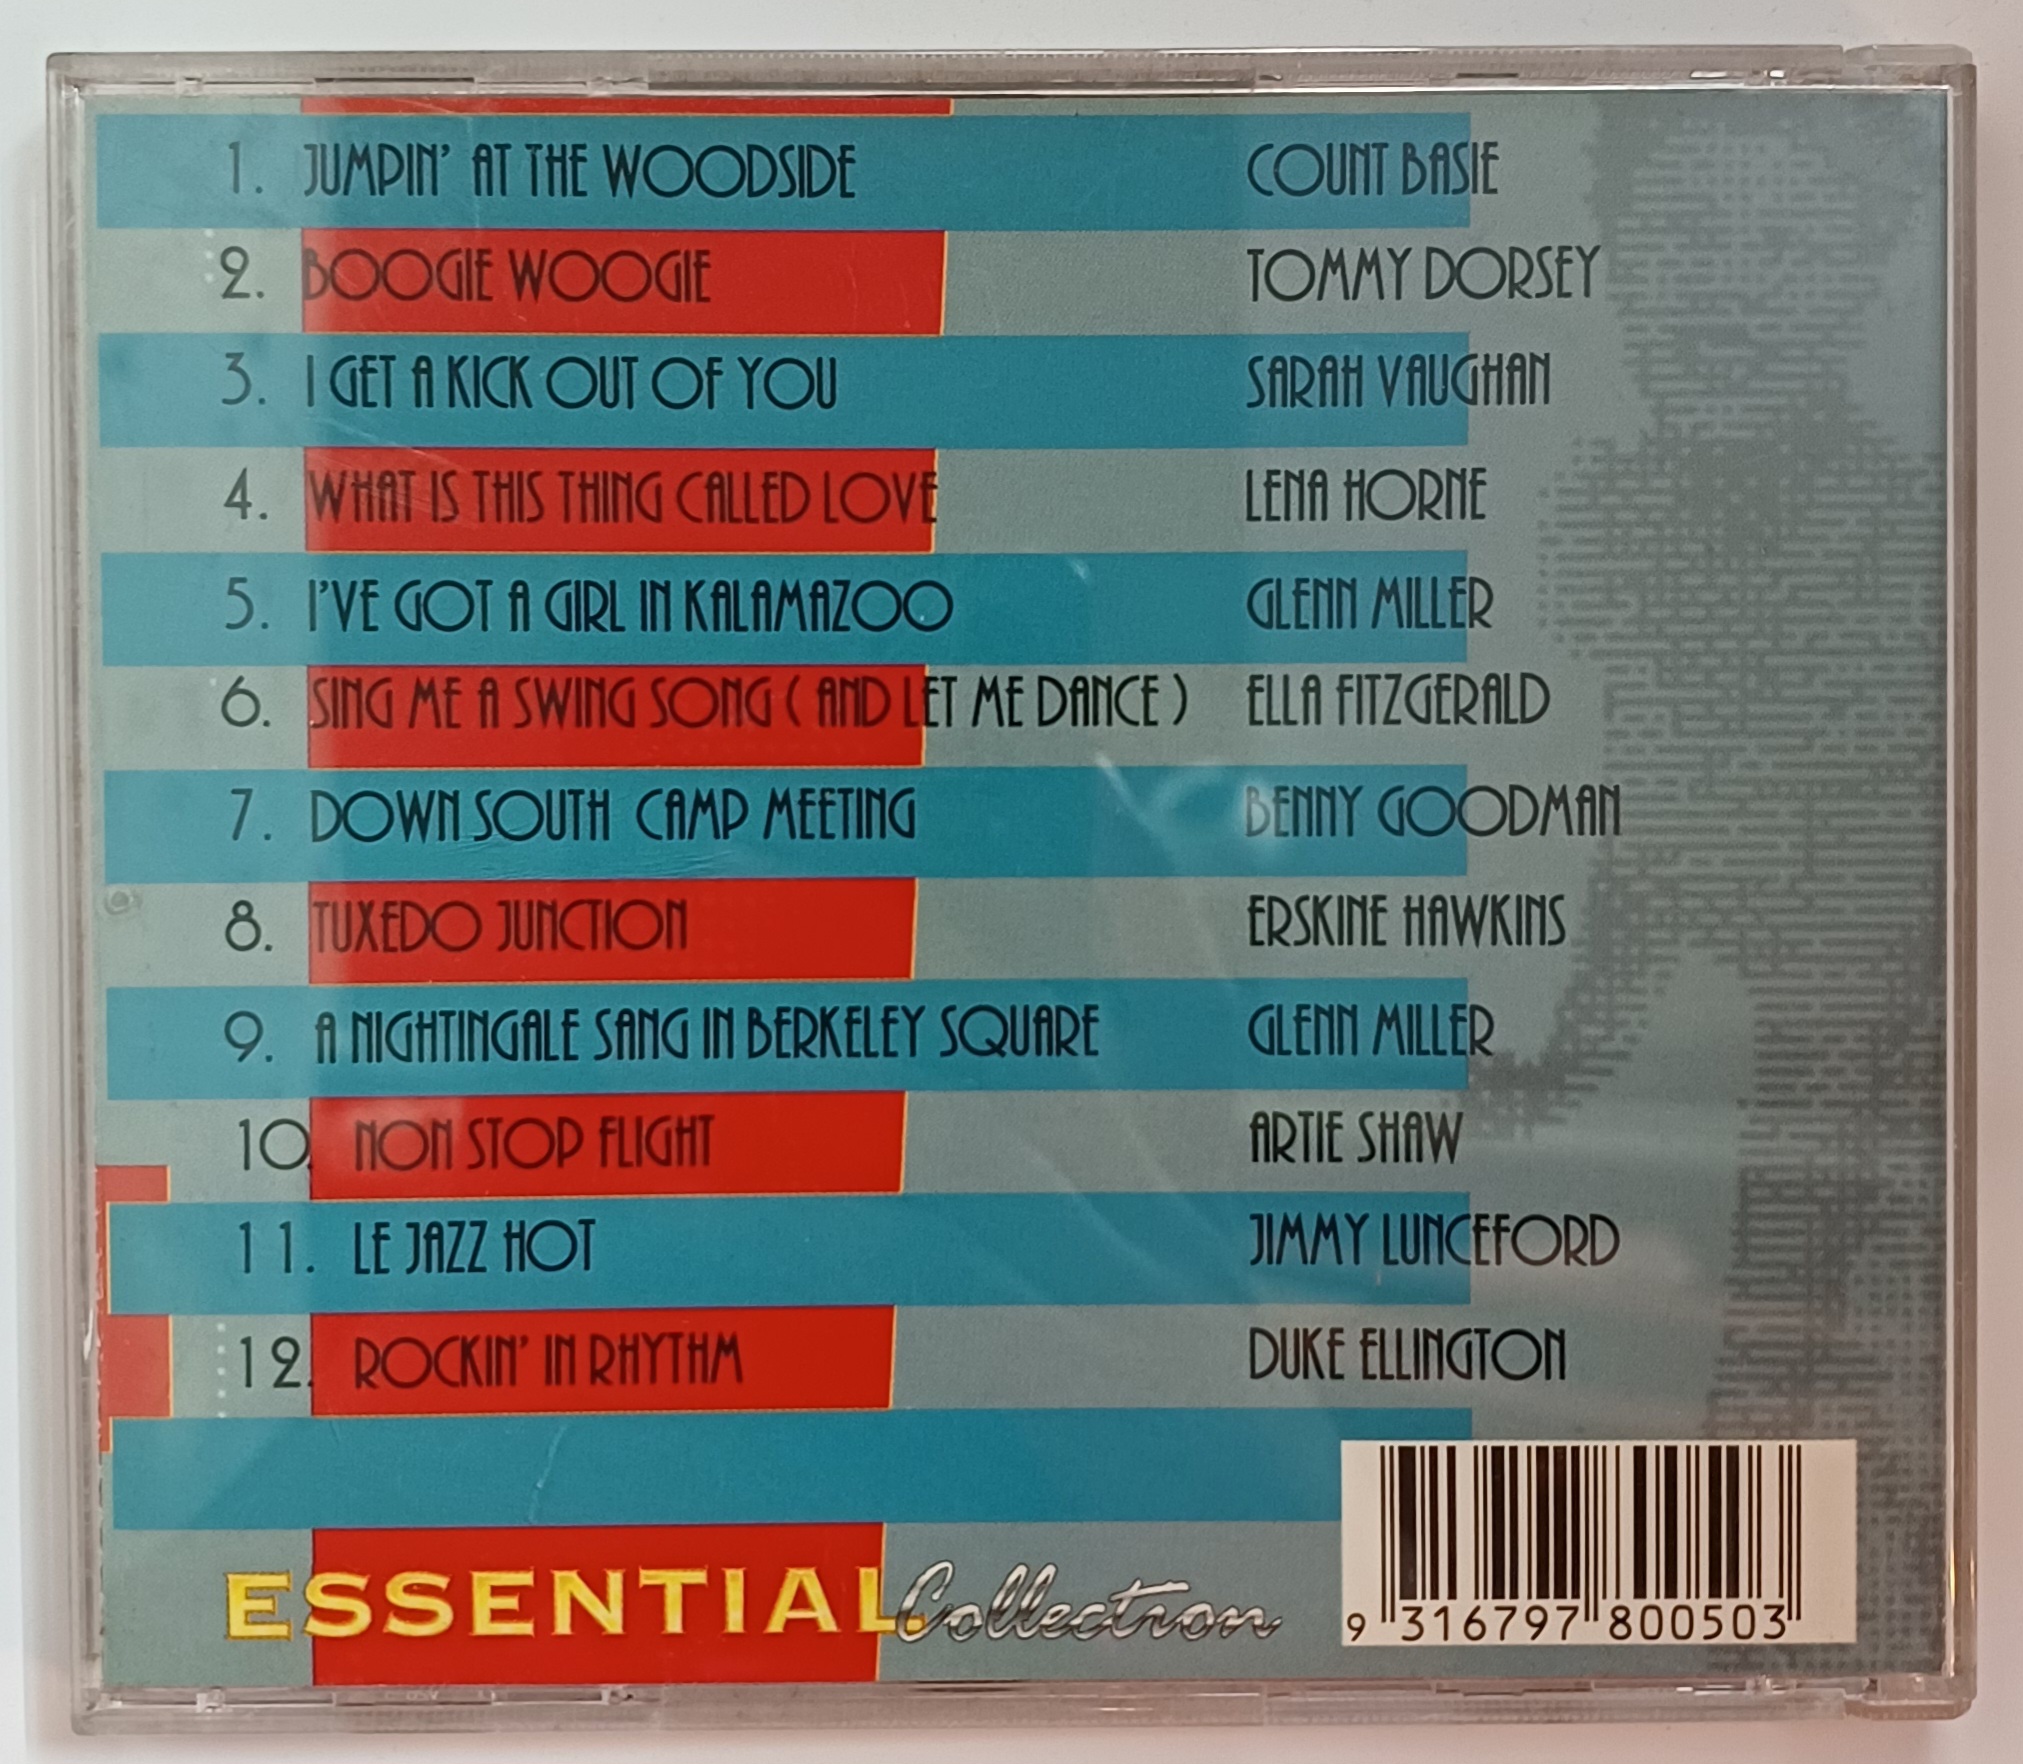 1. JUMPIN' AT THE WOODSIDE COUNT BASIE
2. BOOGIE WOOGIE TOMMY DORSEY
3. I GET A KICK OUT OF YOU SARAH VAUGHAN
4. WHAT IS THIS THING CALLED LOVE LENA HORNE
5. I'VE GOT A GIRL IN KALAMAZOO GLENN MILLER
6. SING ME A SWING SONG ( AND LET ME DANCE ) ELLA FITZGERALD
7. DOWN SOUTH CAMP MEETING BENNY GOODMAN
8. TUXEDO JUNCTION ERSKINE HAWKINS
9. A NIGHTINGALE SANG IN BERKELEY SQUARE GLENN MILLER
10. NON STOP FLIGHT ARTIE SHAW
11. LE JAZZ HOT JIMMY LUNCEFORD
12. ROCKIN' IN RHYTHM DUKE ELLINGTON
ESSENTIAL Collection
9 316797 800503